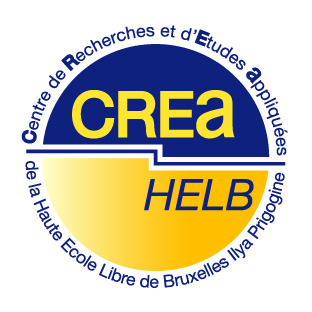 Centre de Recherches et d'Etudes Appliquées
CREa
HELB
de la Haute Ecole Libre de Bruxelles Ilya Prigogine